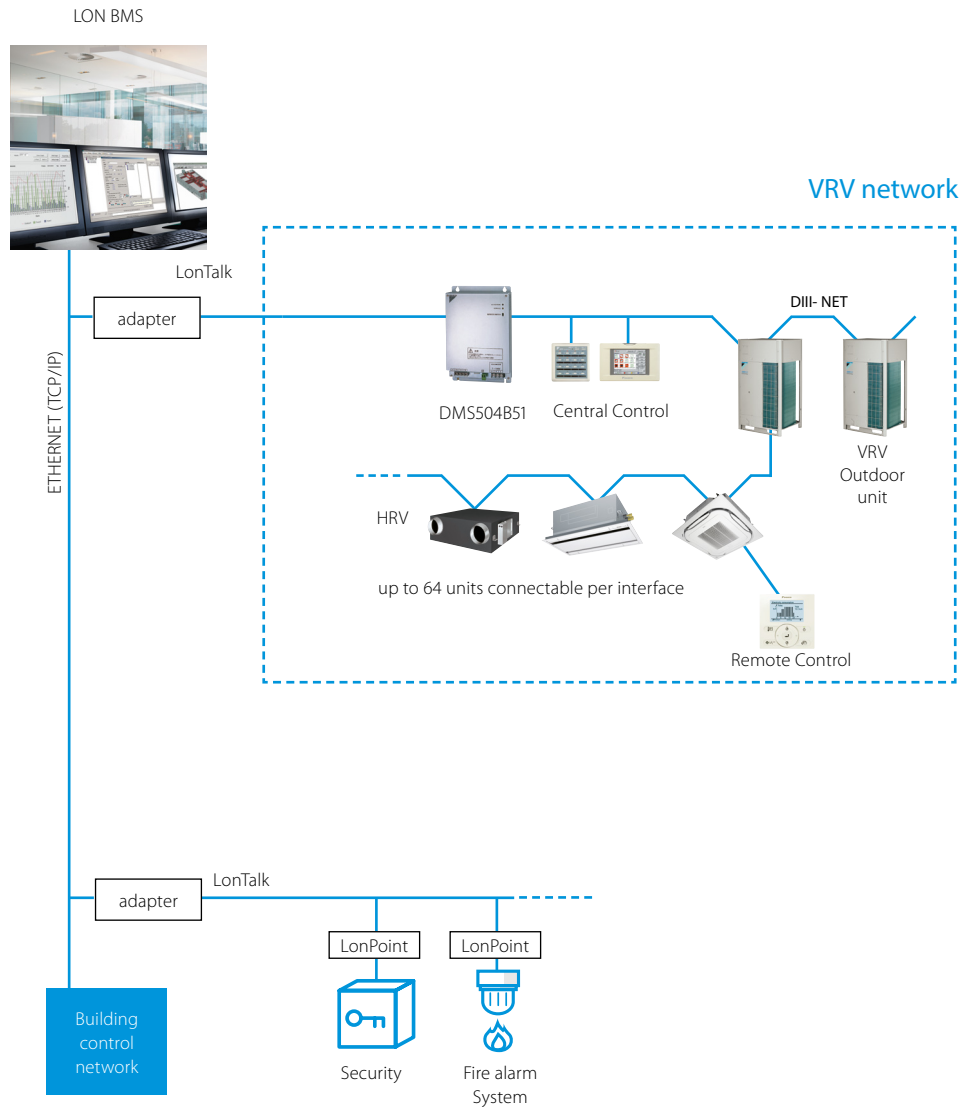 LON BMS
VRV network
LonTalk
adapter
DIII- NET
ETHERNET (TCP/IP)
DMS504B51
Central Control
VRV
Outdoor
unit
HRV
up to 64 units connectable per interface
Remote Control
LonTalk
adapter
LonPoint
LonPoint
Building
control
network
Security
Fire alarm
System